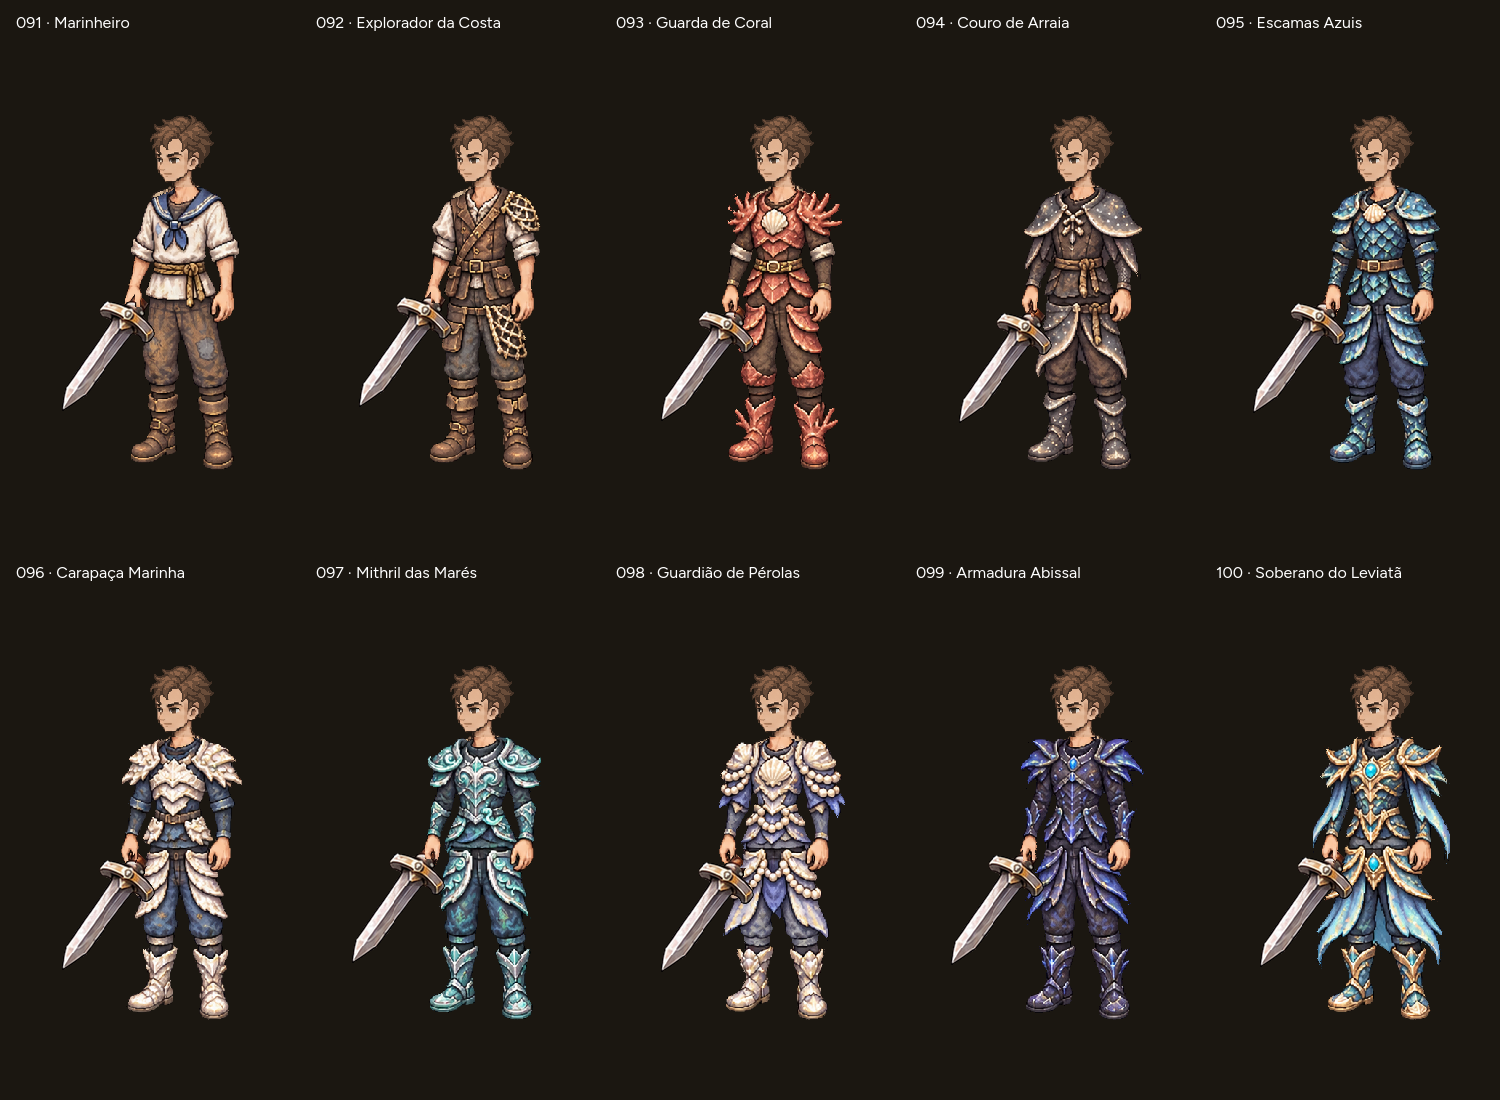 091 · Marinheiro
092 · Explorador da Costa
093 · Guarda de Coral
094 · Couro de Arraia
095 · Escamas Azuis
096 · Carapaça Marinha
097 · Mithril das Marés
098 · Guardião de Pérolas
099 · Armadura Abissal
100 · Soberano do Leviatã